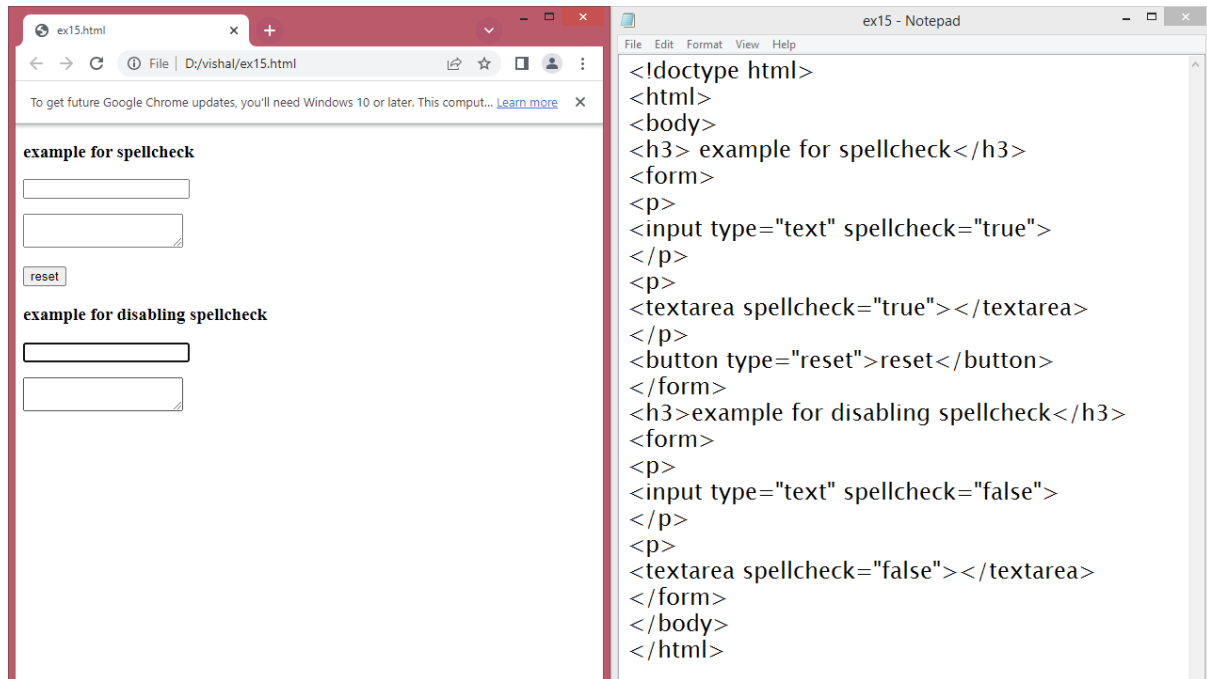 ex15.html
File
D:/vishal/ex15.html
To get future Google Chrome updates, you'll need Windows 10 or later. This comput... Learn more
example for spellcheck
reset
example for disabling spellcheck
ex15 - Notepad
File Edit Format View Help
<!doctype html>
<html>
<body>
<h3> example for spellcheck</h3>
<form>
<p>
<input type="text" spellcheck="true">
</p>
<p>
<textarea spellcheck="true"></textarea>
</p>
<button type="reset">reset</button>
</form>
<h3>example for disabling spellcheck</h3>
<form>
<p>
<input type="text" spellcheck="false">
</p>
<p>
<textarea spellcheck="false"></textarea>
</form>
</body>
</html>